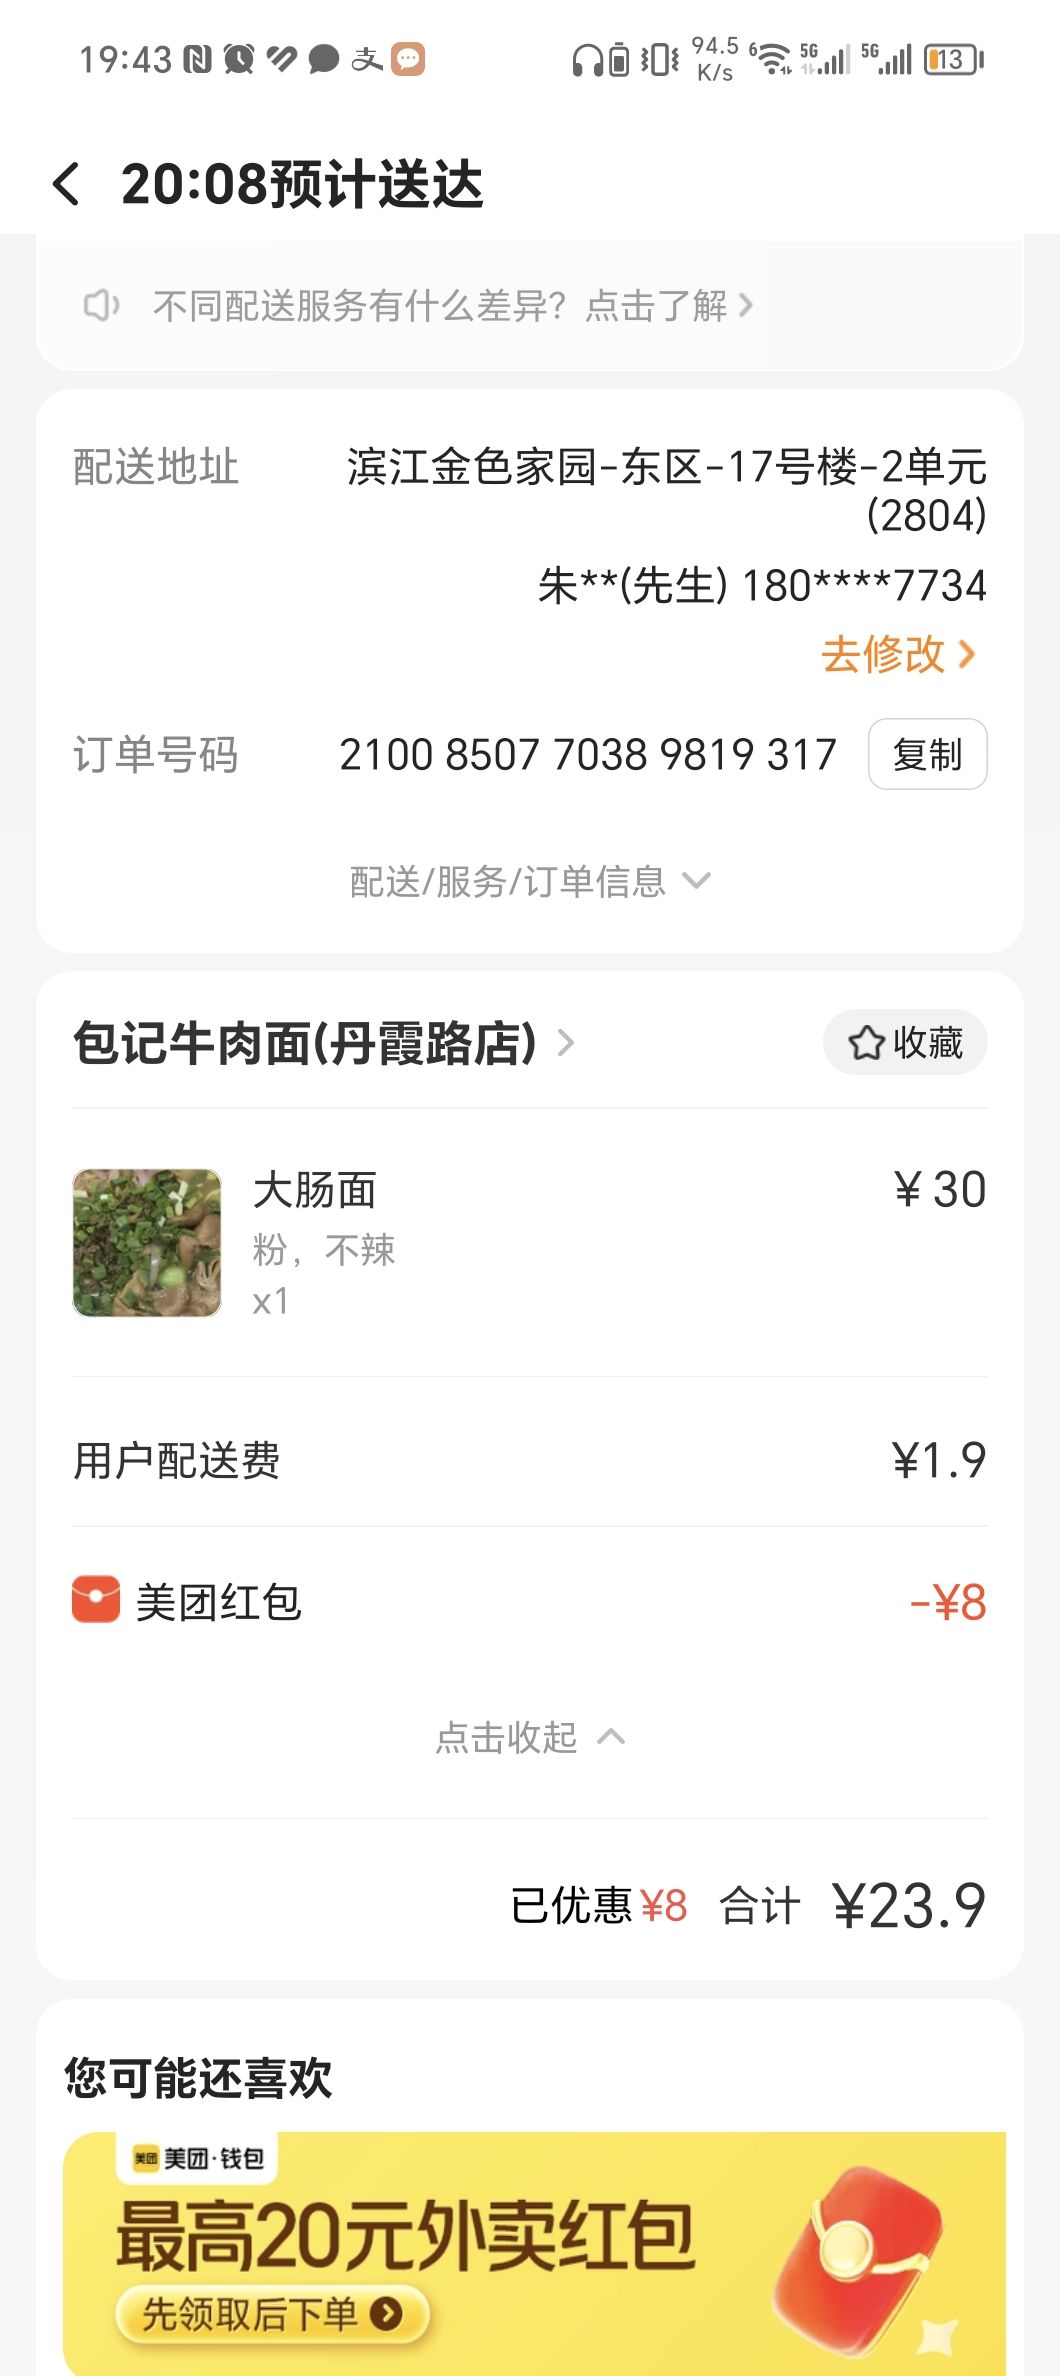 19:43
94.5
K/s
6
5G
5G
13
20:08预计送达
不同配送服务有什么差异？点击了解
配送地址
滨江金色家园-东区-17号楼-2单元
(2804)
朱**(先生) 180****7734
去修改
订单号码
2100 8507 7038 9819 317
复制
配送/服务/订单信息
包记牛肉面(丹霞路店)
收藏
大肠面
¥30
粉，不辣
x1
用户配送费
¥1.9
美团红包
-¥8
点击收起
已优惠¥8 合计 ¥23.9
您可能还喜欢
美团 美团·钱包
最高20元外卖红包
先领取后下单